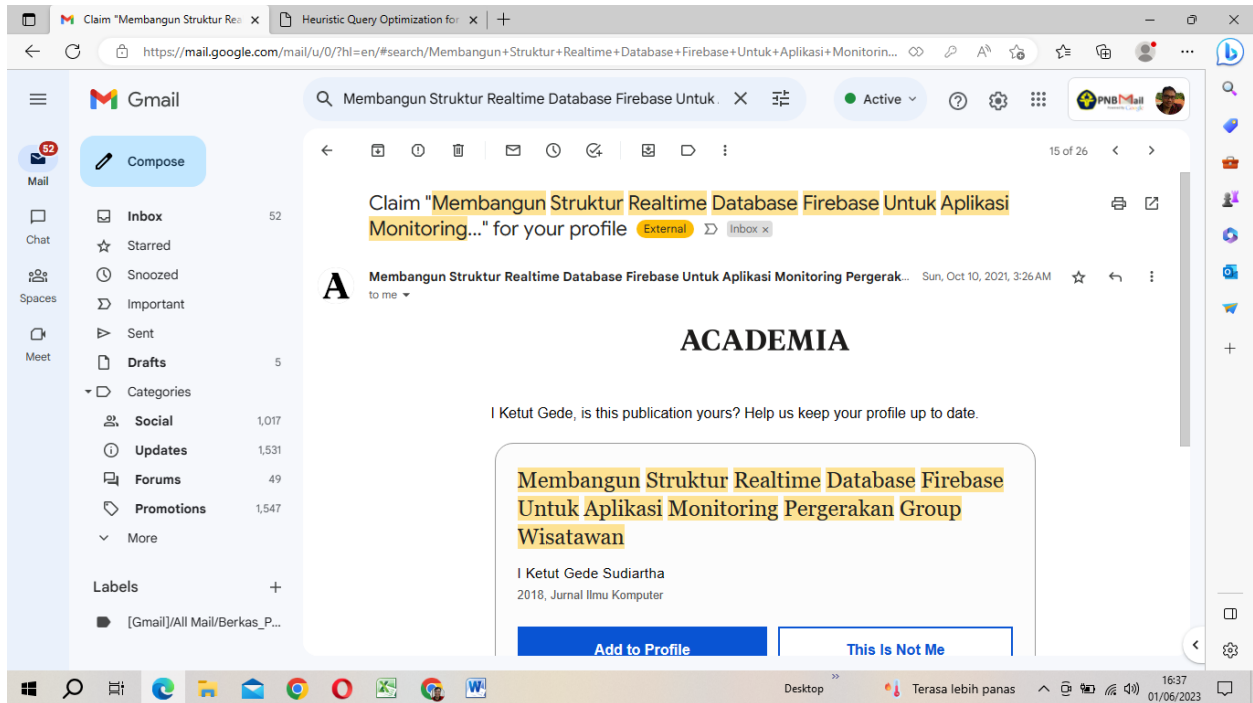 Claim "Membangun Struktur Rea
Heuristic Query Optimization for
https://mail.google.com/mail/u/0/?hl=en/#search/Membangun+Struktur+Realtime+Database+Firebase+Untuk+Aplikasi+Monitorin...
Gmail
Membangun Struktur Realtime Database Firebase Untuk
Active
PNBMail
52
Mail
Chat
Spaces
Meet
Compose
Inbox 52
Starred
Snoozed
Important
Sent
Drafts 5
Categories
Social 1,017
Updates 1,531
Forums 49
Promotions 1,547
More
Labels
[Gmail]/All Mail/Berkas_P...
15 of 26
Claim "Membangun Struktur Realtime Database Firebase Untuk Aplikasi
Monitoring..." for your profile External Inbox x
A Membangun Struktur Realtime Database Firebase Untuk Aplikasi Monitoring Pergerak... Sun, Oct 10, 2021, 3:26 AM
to me
ACADEMIA
I Ketut Gede, is this publication yours? Help us keep your profile up to date.
Membangun Struktur Realtime Database Firebase
Untuk Aplikasi Monitoring Pergerakan Group
Wisatawan
I Ketut Gede Sudiartha
2018, Jurnal Ilmu Komputer
Add to Profile
This Is Not Me
Desktop
Terasa lebih panas
16:37
01/06/2023